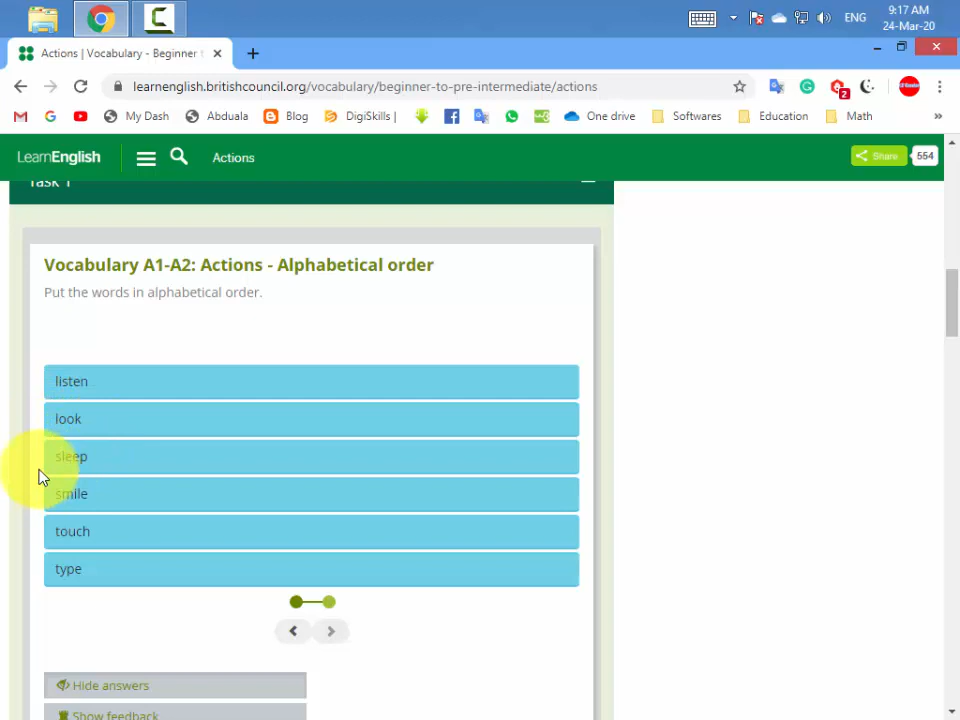 9:17 AM
ENG
24-Mar-20
Actions | Vocabulary - Beginner t
learnenglish.britishcouncil.org/vocabulary/beginner-to-pre-intermediate/actions
2
My Dash
Abduala
Blog
DigiSkills |
One drive
Softwares
Education
Math
»
LearnEnglish
Actions
Share
554
Task 1
Vocabulary A1-A2: Actions - Alphabetical order
Put the words in alphabetical order.
listen
look
sleep
smile
touch
type
Hide answers
Show feedback